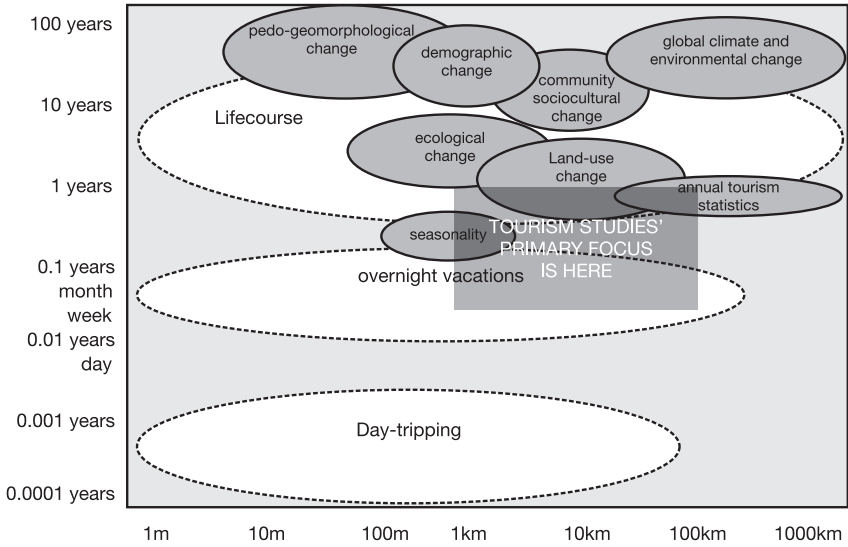 100 years
10 years
1 years
0.1 years
month
week
0.01 years
day
0.001 years
0.0001 years
pedo-geomorphological
change
demographic
change
community
sociocultural
change
global climate and
environmental change
Lifecourse
ecological
change
Land-use
change
annual tourism
statistics
seasonality
TOURISM STUDIES’
PRIMARY FOCUS
IS HERE
overnight vacations
Day-tripping
1m
10m
100m
1km
10km
100km
1000km